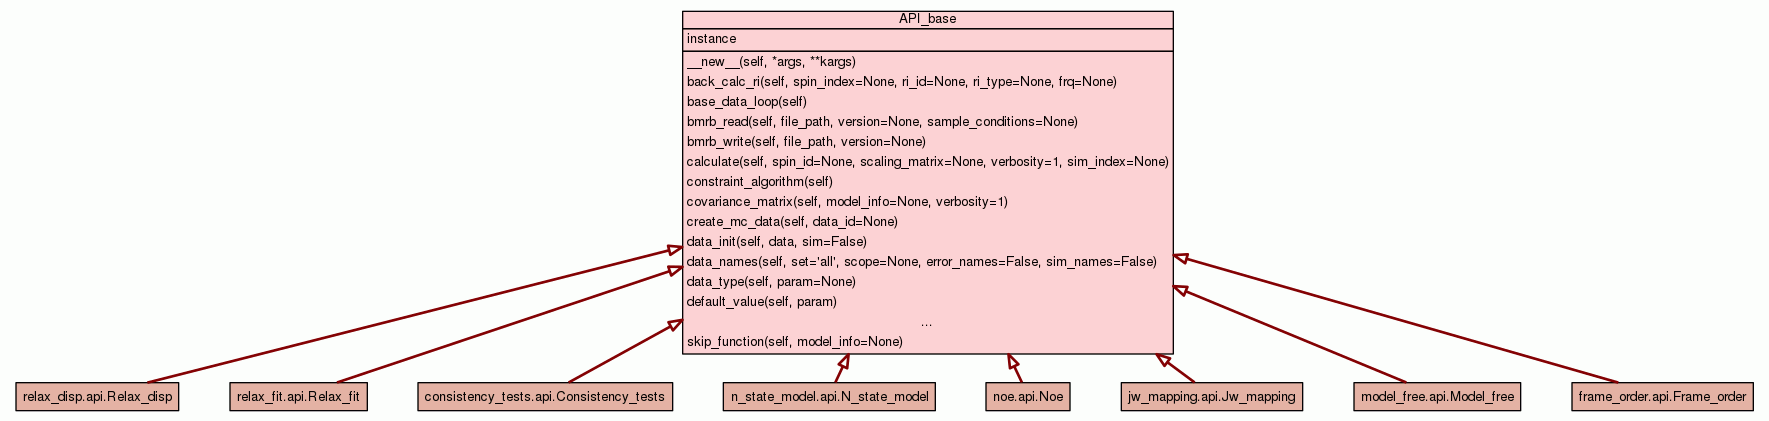 API_base
instance
__new__(self, *args, **kargs)
back_calc_ri(self, spin_index=None, ri_id=None, ri_type=None, frq=None)
base_data_loop(self)
bmrb_read(self, file_path, version=None, sample_conditions=None)
bmrb_write(self, file_path, version=None)
calculate(self, spin_id=None, scaling_matrix=None, verbosity=1, sim_index=None)
constraint_algorithm(self)
covariance_matrix(self, model_info=None, verbosity=1)
create_mc_data(self, data_id=None)
data_init(self, data, sim=False)
data_names(self, set='all', scope=None, error_names=False, sim_names=False)
data_type(self, param=None)
default_value(self, param)
...
skip_function(self, model_info=None)
relax_disp.api.Relax_disp
relax_fit.api.Relax_fit
consistency_tests.api.Consistency_tests
n_state_model.api.N_state_model
noe.api.Noe
jw_mapping.api.Jw_mapping
model_free.api.Model_free
frame_order.api.Frame_order